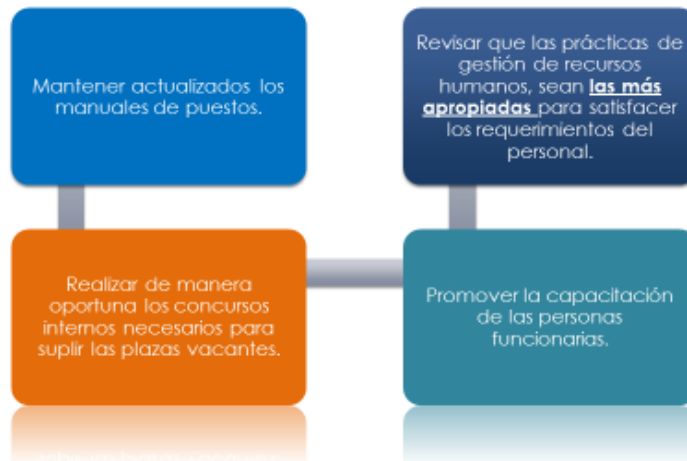 Mantener actualizados los
manuales de puestos.
Realizar de manera
oportuna los concursos
internos necesarios para
suplir las plazas vacantes.
Promover la capacitación
de las personas
funcionarias.
Revisar que las prácticas de
gestión de recursos
humanos, sean las más
apropiadas para satisfacer
los requerimientos del
personal.